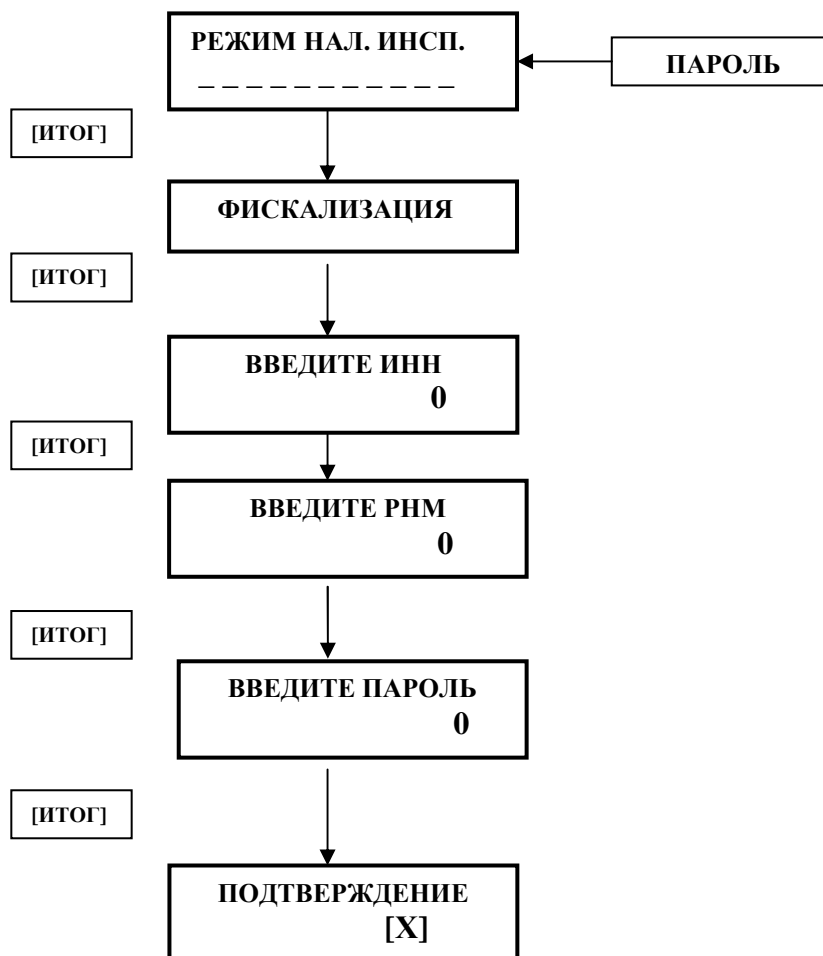 РЕЖИМ НАЛ. ИНСП.
_ _ _ _ _ _ _ _ _ _ _
ПАРОЛЬ
[ИТОГ]
ФИСКАЛИЗАЦИЯ
[ИТОГ]
ВВЕДИТЕ ИНН
0
[ИТОГ]
ВВЕДИТЕ РНМ
0
[ИТОГ]
ВВЕДИТЕ ПАРОЛЬ
0
[ИТОГ]
ПОДТВЕРЖДЕНИЕ
[X]